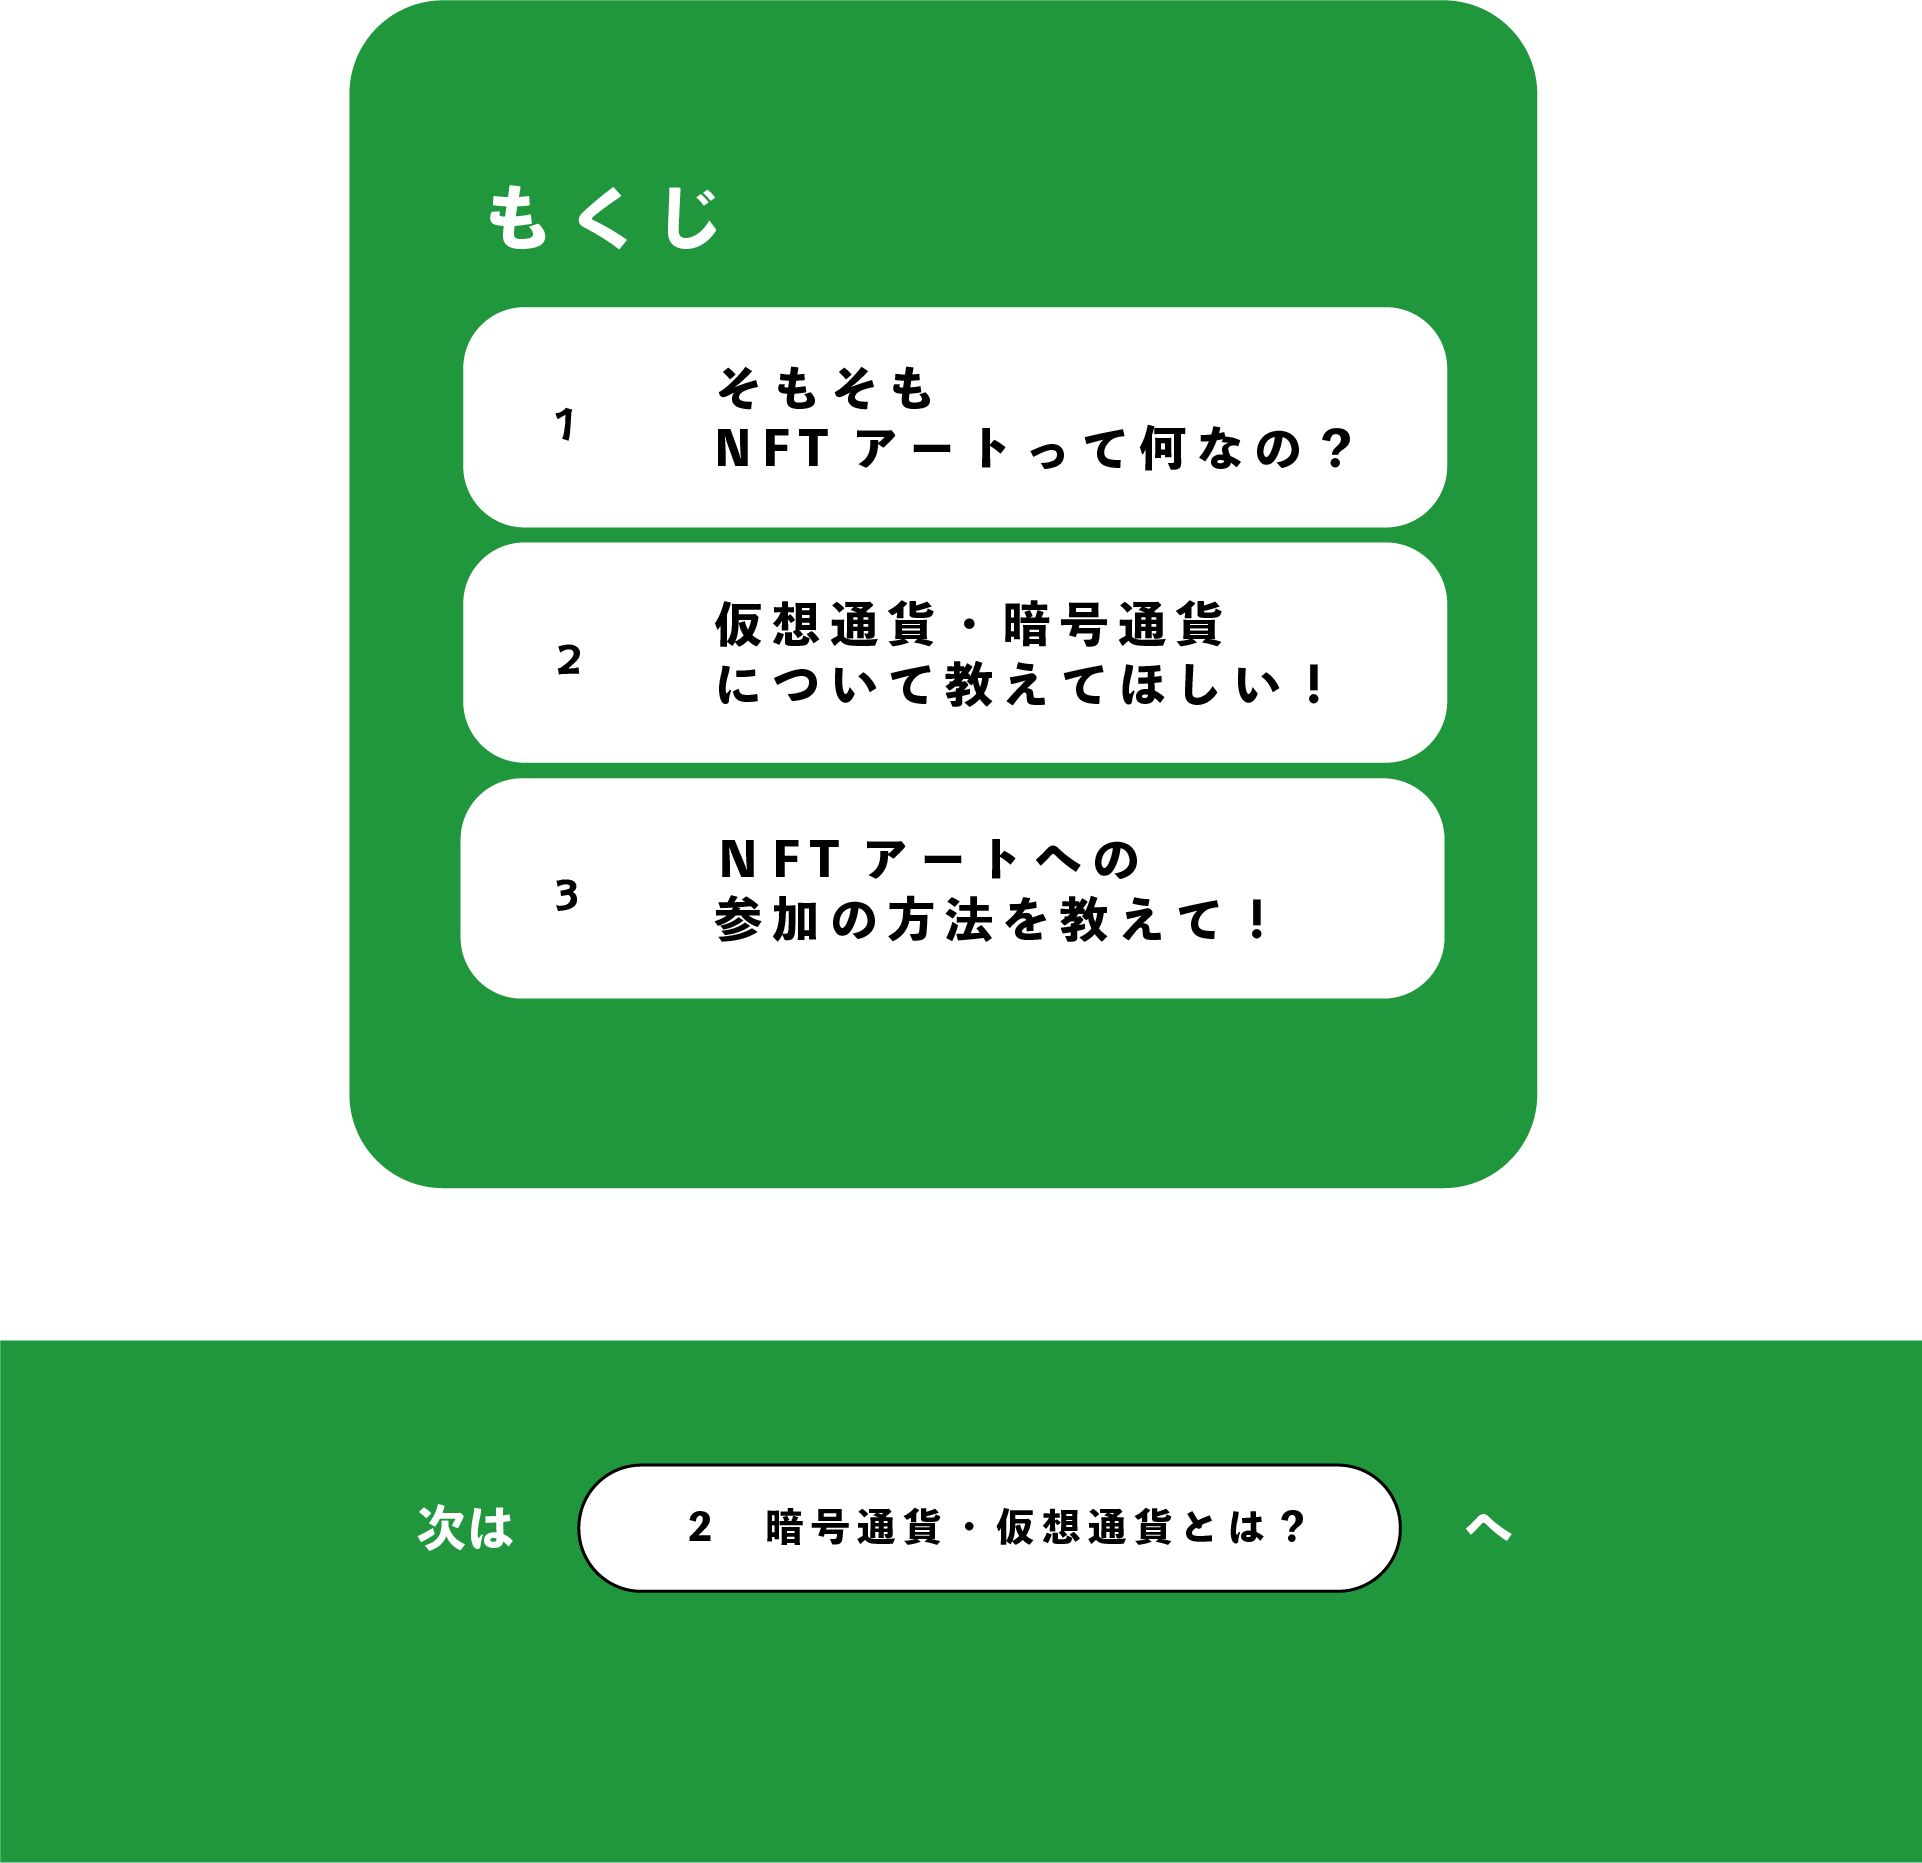 もくじ
1
そもそも
NFTアートって何なの？
2
仮想通貨・暗号通貨
について教えてほしい！
3
NFTアートへの
参加の方法を教えて！
次は 2 暗号通貨・仮想通貨とは？ へ